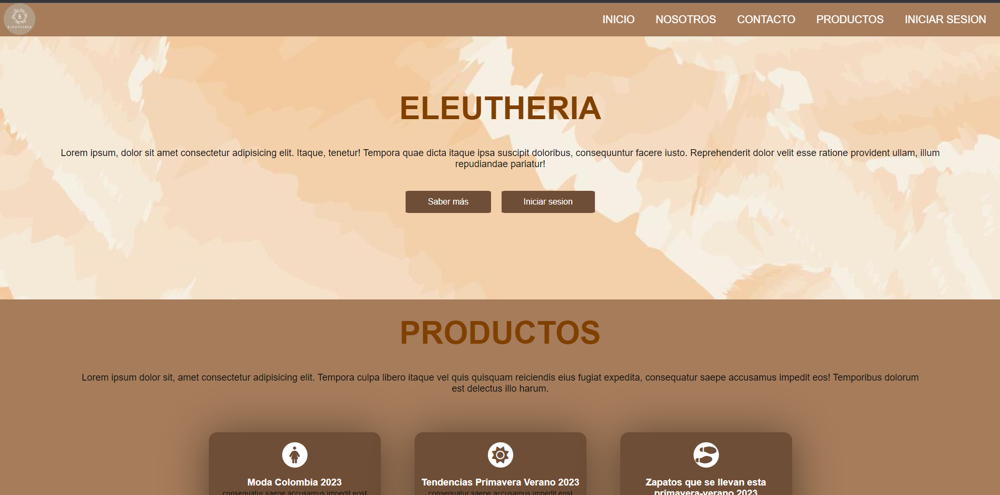 E
ELEUTHERIA
INICIO NOSOTROS CONTACTO PRODUCTOS INICIAR SESION
ELEUTHERIA
Lorem ipsum, dolor sit amet consectetur adipisicing elit. Itaque, tenetur! Tempora quae dicta itaque ipsa suscipit doloribus, consequuntur facere iusto. Reprehenderit dolor velit esse ratione provident ullam, illum
repudiandae pariatur!
Saber más Iniciar sesion
PRODUCTOS
Lorem ipsum dolor sit, amet consectetur adipisicing elit. Tempora culpa libero itaque vel quis quisquam reiciendis eius fugiat expedita, consequatur saepe accusamus impedit eos! Temporibus dolorum
est delectus illo harum.
Moda Colombia 2023
consequatur saepe accusamus impedit eos!
Tendencias Primavera Verano 2023
consequatur saepe accusamus impedit eos!
Zapatos que se llevan esta
primavera-verano 2023